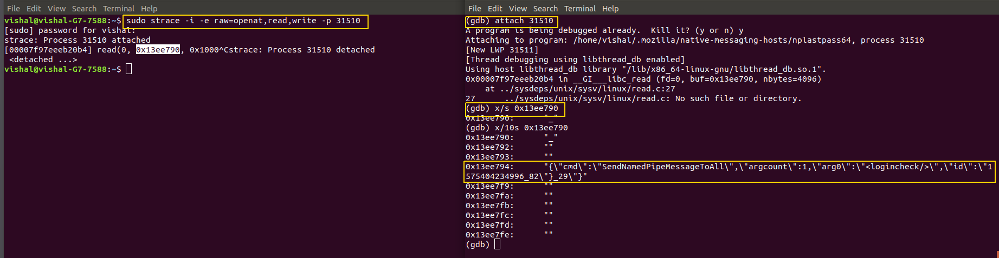 File Edit View Search Terminal Help
vishal@vishal-G7-7588:~$ sudo strace -i -e raw=openat,read,write -p 31510
[sudo] password for vishal:
strace: Process 31510 attached
[00007f97eeeb20b4] read(0, 0x13ee790, 0x1000^Cstrace: Process 31510 detached
 <detached ...>
vishal@vishal-G7-7588:~$
File Edit View Search Terminal Help
(gdb) attach 31510
A program is being debugged already.  Kill it? (y or n) y
Attaching to program: /home/vishal/.mozilla/native-messaging-hosts/nplastpass64, process 31510
[New LWP 31511]
[Thread debugging using libthread_db enabled]
Using host libthread_db library "/lib/x86_64-linux-gnu/libthread_db.so.1".
0x00007f97eeeb20b4 in __GI___libc_read (fd=0, buf=0x13ee790, nbytes=4096)
    at ../sysdeps/unix/sysv/linux/read.c:27
27      ../sysdeps/unix/sysv/linux/read.c: No such file or directory.
(gdb) x/s 0x13ee790
0x13ee790:      "_"
(gdb) x/10s 0x13ee790
0x13ee790:      "_"
0x13ee792:      ""
0x13ee793:      ""
0x13ee794:      "{\"cmd\":\"SendNamedPipeMessageToAll\",\"argcount\":1,\"arg0\":\"<logincheck/>\",\"id\":\"1
575404234996_82\"}_29\"}"
0x13ee7f9:      ""
0x13ee7fa:      ""
0x13ee7fb:      ""
0x13ee7fc:      ""
0x13ee7fd:      ""
0x13ee7fe:      ""
(gdb)